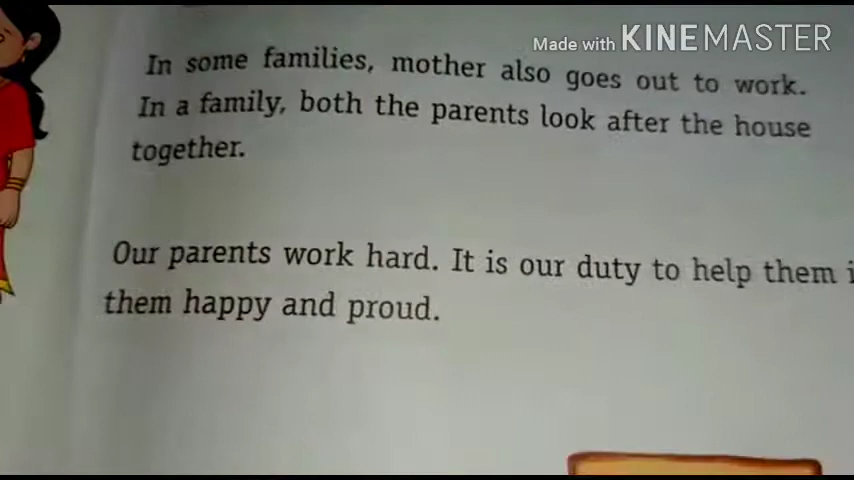 Made with KINEMASTER
In some families, mother also goes out to work.
In a family, both the parents look after the house
together.
Our parents work hard. It is our duty to help them
them happy and proud.